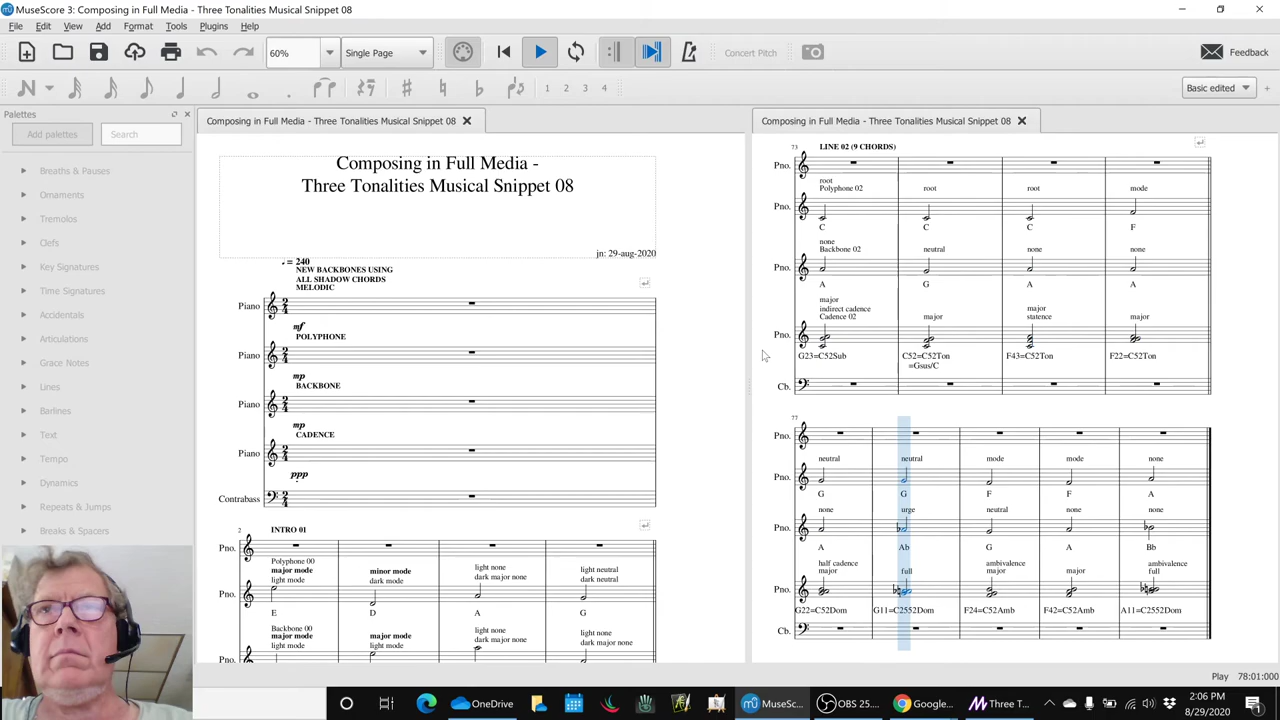 MuseScore 3: Composing in Full Media - Three Tonalities Musical Snippet 08
File Edit View Add Format Tools Plugins Help
60% Single Page Concert Pitch Feedback
1 2 3 4 Basic edited +
Palettes
Add palettes Search
Breaths & Pauses
Ornaments
Tremolos
Clefs
Key Signatures
Time Signatures
Accidentals
Articulations
Grace Notes
Lines
Barlines
Text
Tempo
Dynamics
Repeats & Jumps
Breaks & Spacers
Composing in Full Media - Three Tonalities Musical Snippet 08
Composing in Full Media -
Three Tonalities Musical Snippet 08
jn: 29-aug-2020
= 240
NEW BACKBONES USING
ALL SHADOW CHORDS
MELODIC
Piano
mf
POLYPHONE
Piano
mp
BACKBONE
Piano
mp
CADENCE
Piano
ppp
Contrabass
2 INTRO 01
Pno.
Polyphone 00
major mode minor mode light none light neutral
light mode dark mode dark major none dark neutral
Pno.
E D A G
Backbone 00
major mode major mode light none light none
light mode light mode dark major none dark major none
Pno.
Composing in Full Media - Three Tonalities Musical Snippet 08
73 LINE 02 (9 CHORDS)
Pno.
root
Polyphone 02 root root mode
Pno.
C C C F
none
Backbone 02 neutral none none
Pno.
A G A A
major
indirect cadence major
Cadence 02 major statence major
Pno.
G23=C52Sub C52=C52Ton F43=C52Ton F22=C52Ton
=Gsus/C
Cb.
77
Pno.
neutral neutral mode mode none
Pno.
G G F F A
none urge neutral none none
Pno.
A Ab G A Bb
half cadence ambivalence ambivalence
major full major major full
Pno.
G22=C52Dom G11=C2552Dom F24=C52Amb F42=C52Amb A11=C2552Dom
Cb.
Play 78:01:000
OneDrive MuseSc... OBS 25.... Google... Three T...
2:06 PM
8/29/2020